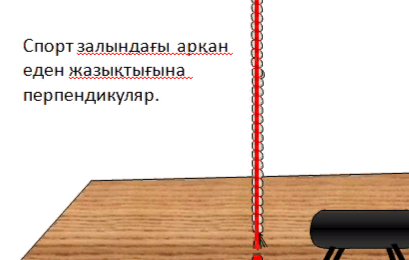 Спорт залындағы арқан
еден жазықтығына
перпендикуляр.